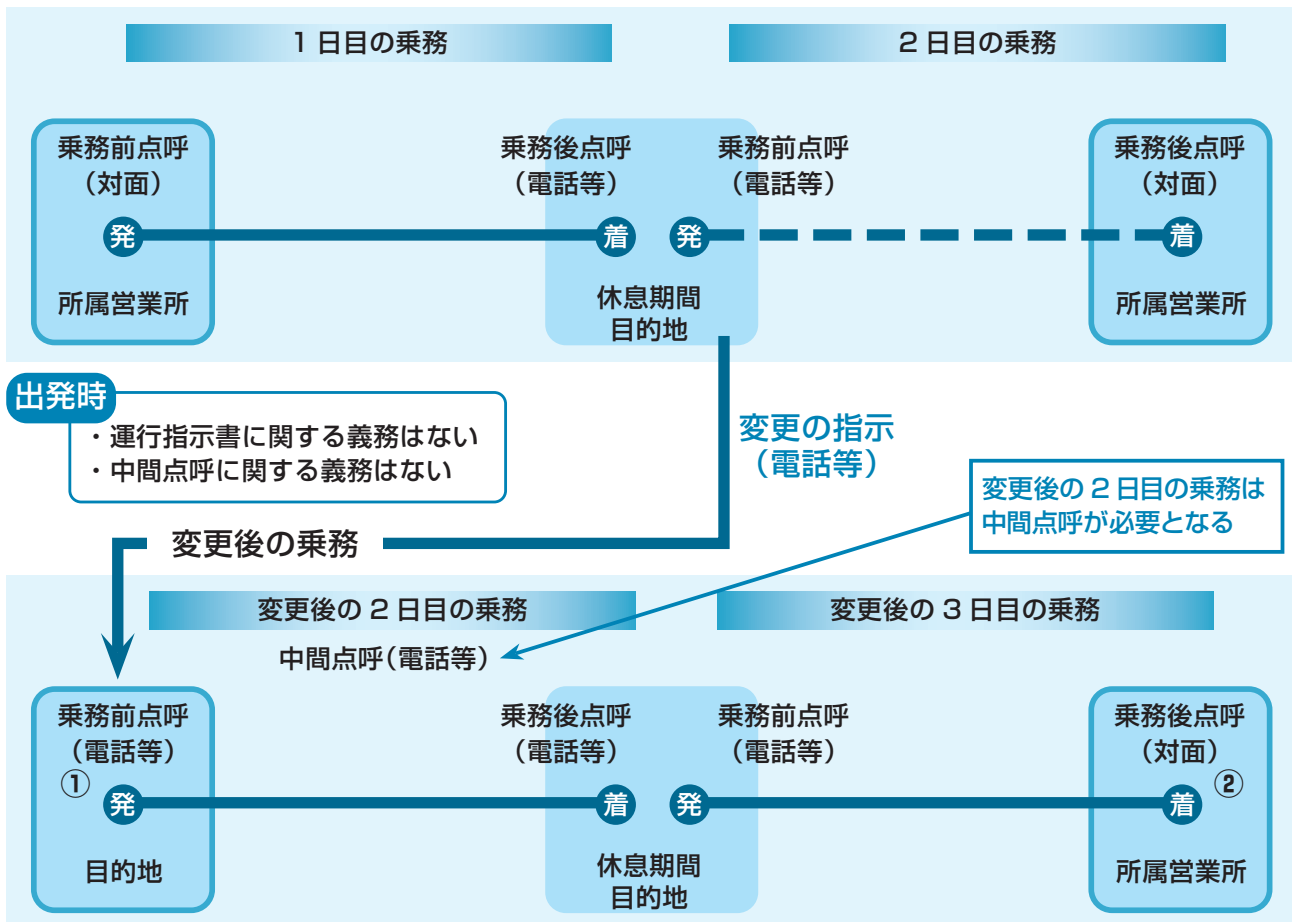 1日目の乗務
2日目の乗務
乗務前点呼
（対面）
発
所属営業所
乗務後点呼
（電話等）
着
乗務前点呼
（電話等）
発
休息期間
目的地
乗務後点呼
（対面）
着
所属営業所
出発時
・運行指示書に関する義務はない
・中間点呼に関する義務はない
変更の指示
（電話等）
変更後の2日目の乗務は
中間点呼が必要となる
変更後の乗務
変更後の2日目の乗務
変更後の3日目の乗務
中間点呼（電話等）
乗務前点呼
（電話等）
①
発
目的地
乗務後点呼
（電話等）
着
乗務前点呼
（電話等）
発
休息期間
目的地
乗務後点呼
（対面）
②
着
所属営業所